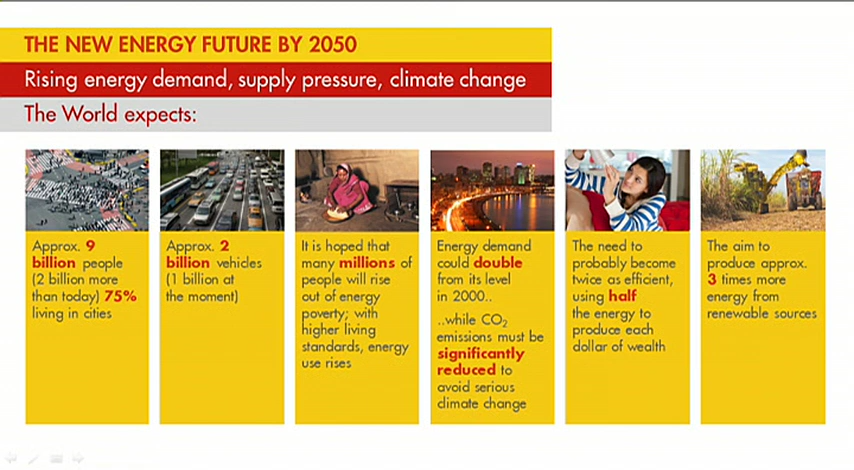 THE NEW ENERGY FUTURE BY 2050
Rising energy demand, supply pressure, climate change
The World expects:
Approx. 9
billion people
(2 billion more
than today) 75%
living in cities
Approx. 2
billion vehicles
(1 billion at
the moment)
It is hoped that
many millions of
people will rise
out of energy
poverty; with
higher living
standards, energy
use rises
Energy demand
could double
from its level
in 2000..
..while CO₂
emissions must be
significantly
reduced to
avoid serious
climate change
The need to
probably become
twice as efficient,
using half
the energy to
produce each
dollar of wealth
The aim to
produce approx.
3 times more
energy from
renewable sources